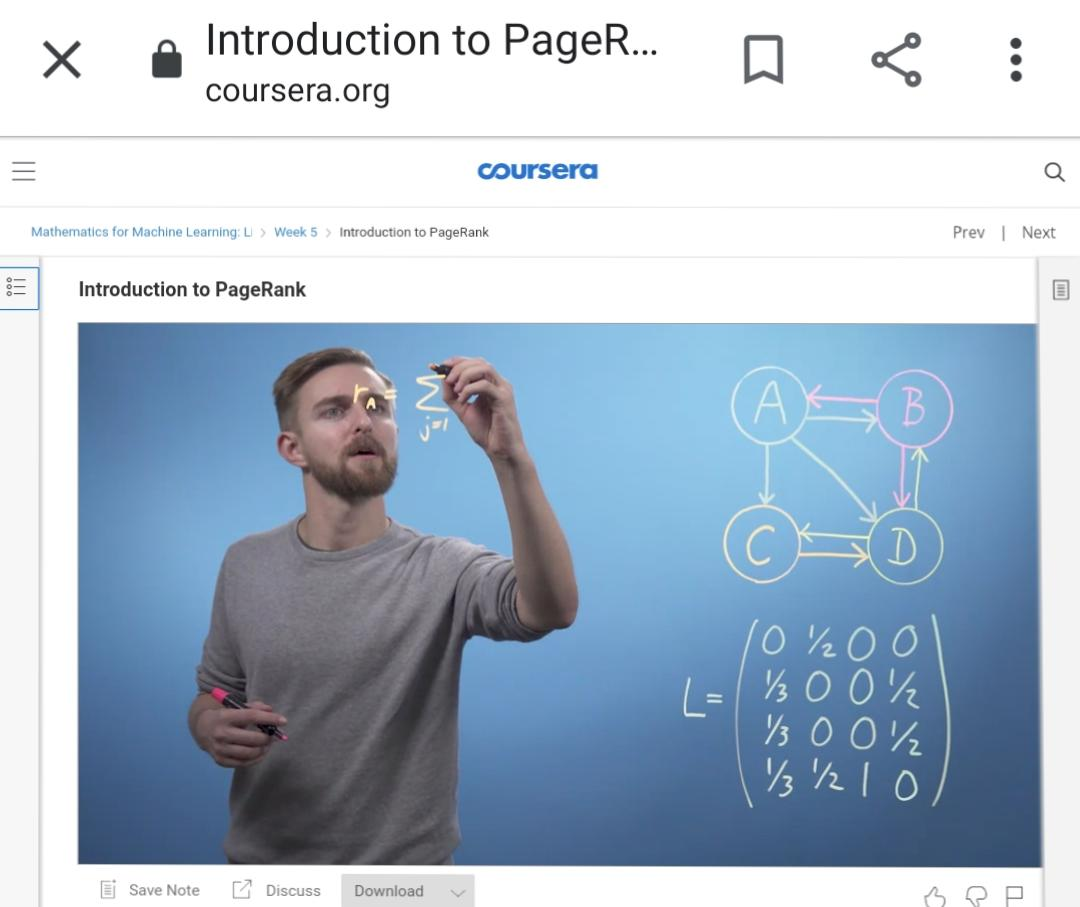 Introduction to PageR...
coursera.org
coursera
Mathematics for Machine Learning: Li > Week 5 > Introduction to PageRank
Prev | Next
Introduction to PageRank
r_A = ∑
j=1
A B
C D
L =
0 ½ 0 0
⅓ 0 0 ½
⅓ 0 0 ½
⅓ ½ 1 0
Save Note Discuss Download